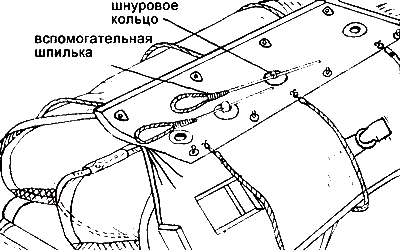 шнуровое
кольцо
вспомогательная
шпилька